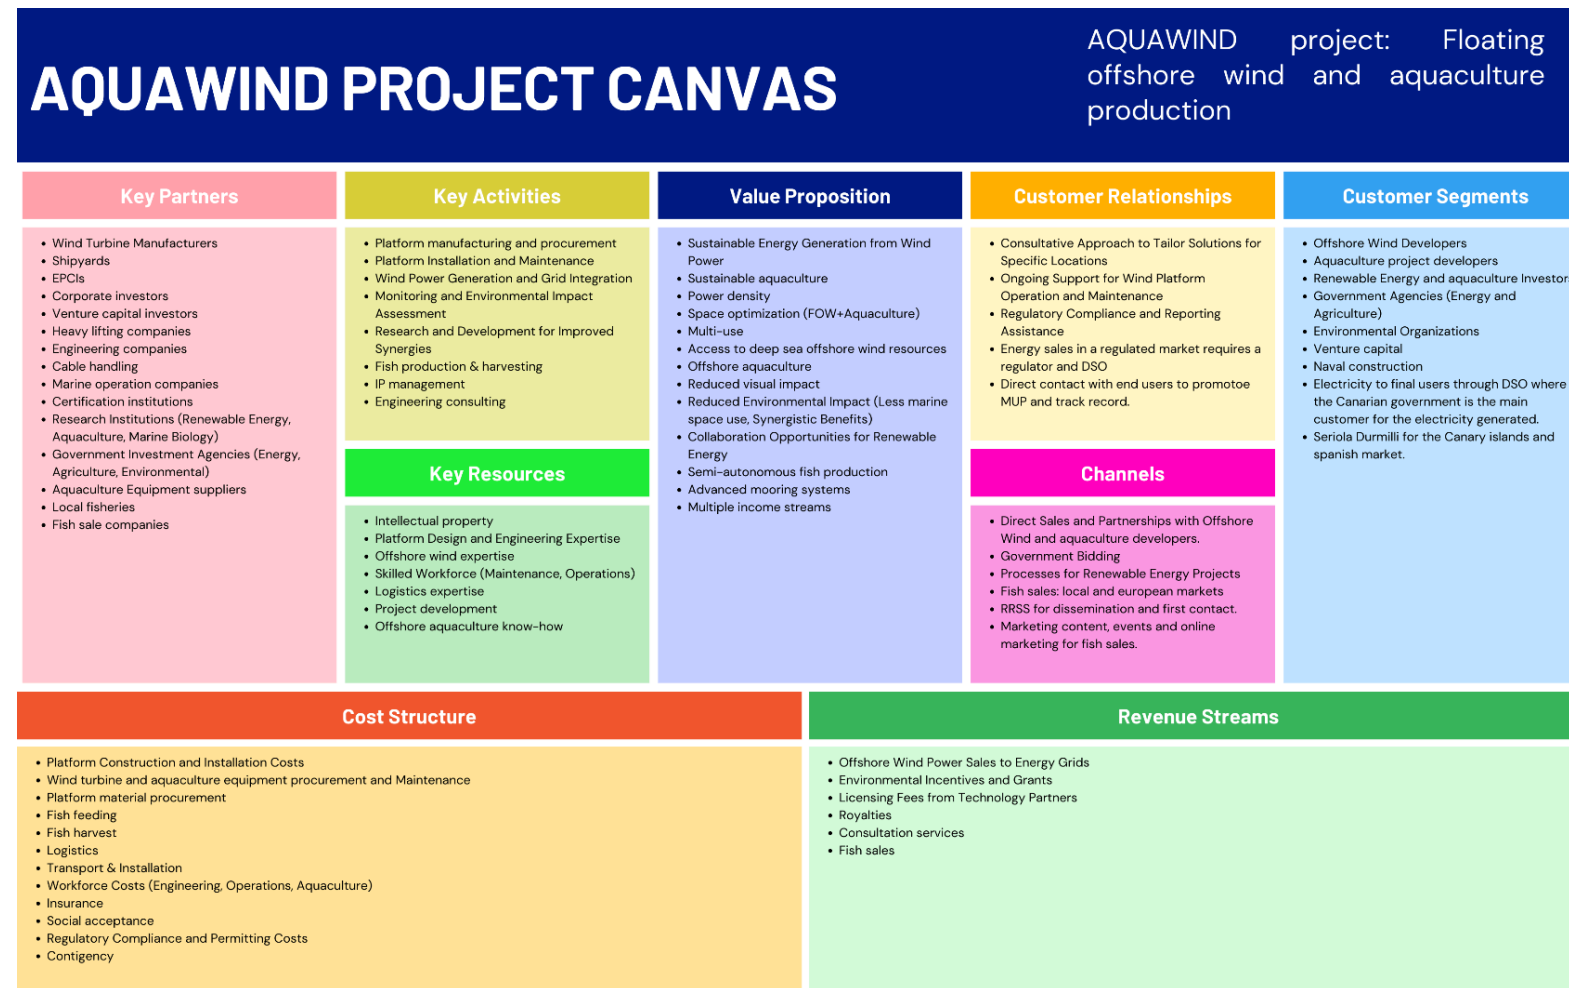 AQUAWIND PROJECT CANVAS
AQUAWIND project: Floating
offshore wind and aquaculture
production
Key Partners
• Wind Turbine Manufacturers
• Shipyards
• EPCIs
• Corporate investors
• Venture capital investors
• Heavy lifting companies
• Engineering companies
• Cable handling
• Marine operation companies
• Certification institutions
• Research Institutions (Renewable Energy,
Aquaculture, Marine Biology)
• Government Investment Agencies (Energy,
Agriculture, Environmental)
• Aquaculture Equipment suppliers
• Local fisheries
• Fish sale companies
Key Activities
• Platform manufacturing and procurement
• Platform Installation and Maintenance
• Wind Power Generation and Grid Integration
• Monitoring and Environmental Impact
Assessment
• Research and Development for Improved
Synergies
• Fish production & harvesting
• IP management
• Engineering consulting
Key Resources
• Intellectual property
• Platform Design and Engineering Expertise
• Offshore wind expertise
• Skilled Workforce (Maintenance, Operations)
• Logistics expertise
• Project development
• Offshore aquaculture know-how
Value Proposition
• Sustainable Energy Generation from Wind
Power
• Sustainable aquaculture
• Power density
• Space optimization (FOW+Aquaculture)
• Multi-use
• Access to deep sea offshore wind resources
• Offshore aquaculture
• Reduced visual impact
• Reduced Environmental Impact (Less marine
space use, Synergistic Benefits)
• Collaboration Opportunities for Renewable
Energy
• Semi-autonomous fish production
• Advanced mooring systems
• Multiple income streams
Customer Relationships
• Consultative Approach to Tailor Solutions for
Specific Locations
• Ongoing Support for Wind Platform
Operation and Maintenance
• Regulatory Compliance and Reporting
Assistance
• Energy sales in a regulated market requires a
regulator and DSO
• Direct contact with end users to promotoe
MUP and track record.
Channels
• Direct Sales and Partnerships with Offshore
Wind and aquaculture developers.
• Government Bidding
• Processes for Renewable Energy Projects
• Fish sales: local and european markets
• RRSS for dissemination and first contact.
• Marketing content, events and online
marketing for fish sales.
Customer Segments
• Offshore Wind Developers
• Aquaculture project developers
• Renewable Energy and aquaculture Investor
• Government Agencies (Energy and
Agriculture)
• Environmental Organizations
• Venture capital
• Naval construction
• Electricity to final users through DSO where
the Canarian government is the main
customer for the electricity generated.
• Seriola Durmilli for the Canary islands and
spanish market.
Cost Structure
• Platform Construction and Installation Costs
• Wind turbine and aquaculture equipment procurement and Maintenance
• Platform material procurement
• Fish feeding
• Fish harvest
• Logistics
• Transport & Installation
• Workforce Costs (Engineering, Operations, Aquaculture)
• Insurance
• Social acceptance
• Regulatory Compliance and Permitting Costs
• Contigency
Revenue Streams
• Offshore Wind Power Sales to Energy Grids
• Environmental Incentives and Grants
• Licensing Fees from Technology Partners
• Royalties
• Consultation services
• Fish sales